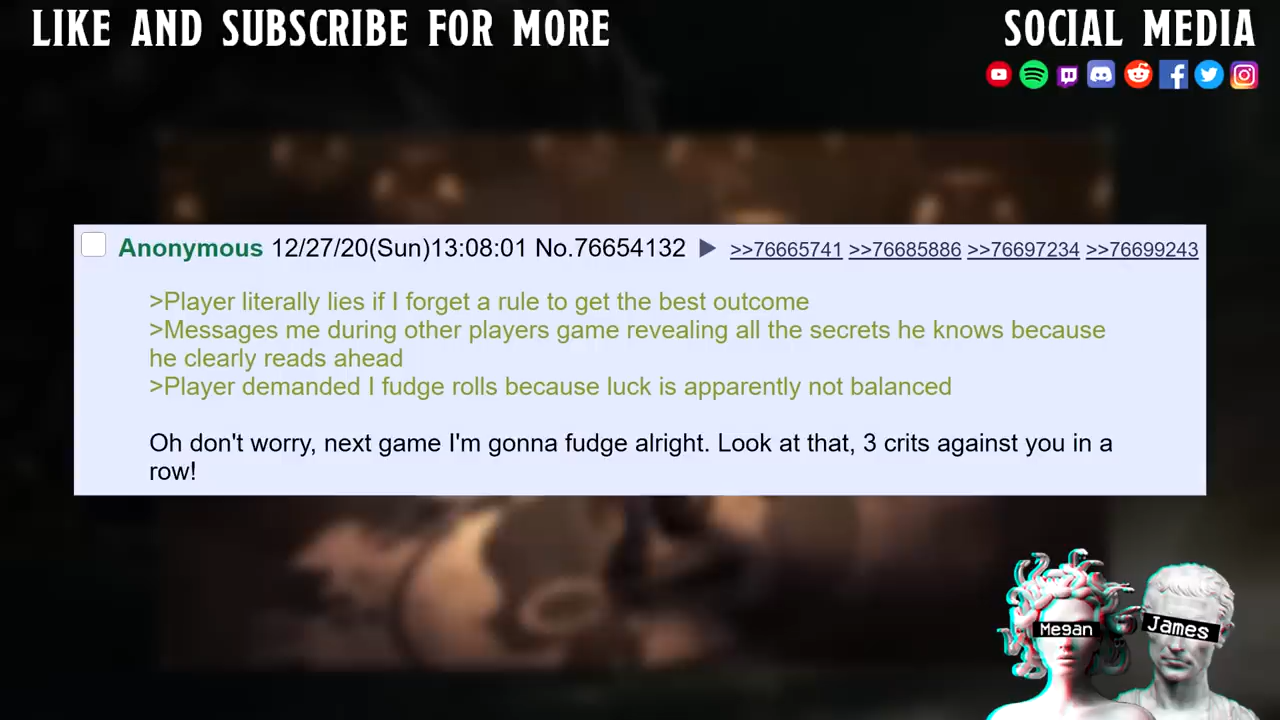 LIKE AND SUBSCRIBE FOR MORE
SOCIAL MEDIA
Anonymous 12/27/20(Sun)13:08:01 No.76654132 ▶ >>76665741 >>76685886 >>76697234 >>76699243
>Player literally lies if I forget a rule to get the best outcome
>Messages me during other players game revealing all the secrets he knows because
he clearly reads ahead
>Player demanded I fudge rolls because luck is apparently not balanced
Oh don't worry, next game I'm gonna fudge alright. Look at that, 3 crits against you in a
row!
Megan
James